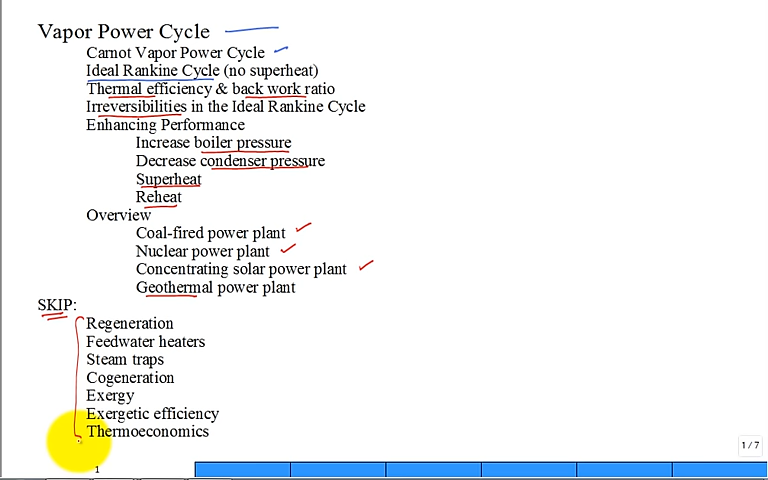 Vapor Power Cycle
Carnot Vapor Power Cycle
Ideal Rankine Cycle (no superheat)
Thermal efficiency & back work ratio
Irreversibilities in the Ideal Rankine Cycle
Enhancing Performance
Increase boiler pressure
Decrease condenser pressure
Superheat
Reheat
Overview
Coal-fired power plant
Nuclear power plant
Concentrating solar power plant
Geothermal power plant
SKIP:
Regeneration
Feedwater heaters
Steam traps
Cogeneration
Exergy
Exergetic efficiency
Thermoeconomics
1 / 7
1